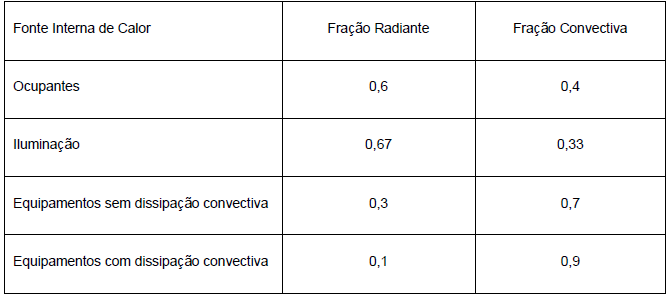 Fonte Interna de Calor Fração Radiante Fração Convectiva
Ocupantes 0,6 0,4
Iluminação 0,67 0,33
Equipamentos sem dissipação convectiva 0,3 0,7
Equipamentos com dissipação convectiva 0,1 0,9